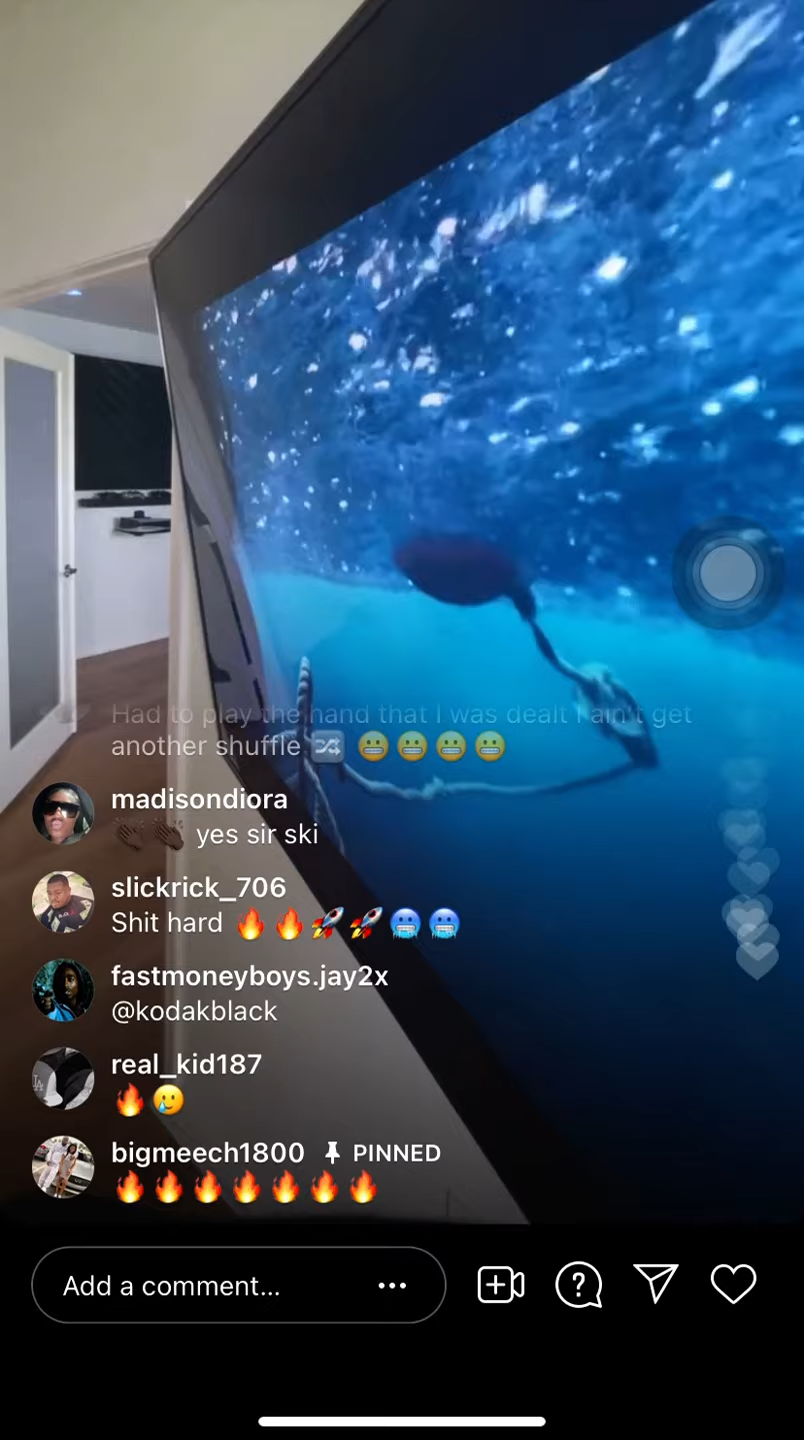 Had to play the hand that I was dealt I ain't get
another shuffle 🔀 😬 😬 😬 😬
madisondiora
👏🏿 👏🏿 yes sir ski
slickrick_706
Shit hard 🔥 🔥 🚀 🚀 🥶 🥶
fastmoneyboys.jay2x
@kodakblack
real_kid187
🔥 🥲
bigmeech1800 📌 PINNED
🔥 🔥 🔥 🔥 🔥 🔥 🔥
Add a comment...